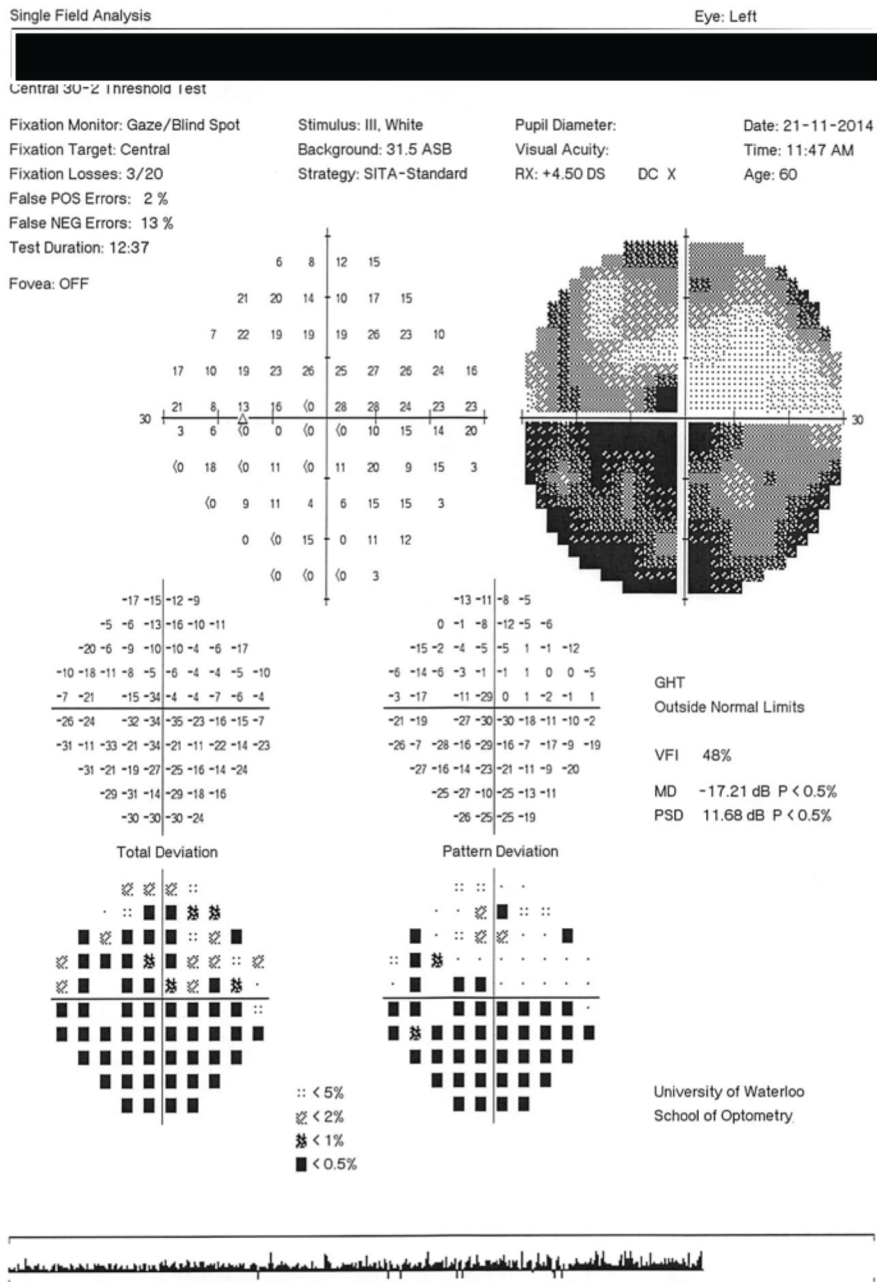 Single Field Analysis Eye: Left
Central 30-2 Threshold Test
Fixation Monitor: Gaze/Blind Spot Stimulus: III, White Pupil Diameter: Date: 21-11-2014
Fixation Target: Central Background: 31.5 ASB Visual Acuity: Time: 11:47 AM
Fixation Losses: 3/20 Strategy: SITA-Standard RX: +4.50 DS DC X Age: 60
False POS Errors: 2 %
False NEG Errors: 13 %
Test Duration: 12:37
Fovea: OFF
6 8 12 15
21 20 14 10 17 15
7 22 19 19 19 26 23 10
17 10 19 23 26 25 27 26 24 16
21 8 13 16 <0 28 28 24 23 23
30 30
3 6 <0 0 <0 <0 10 15 14 20
<0 18 <0 11 <0 11 20 9 15 3
<0 9 11 4 6 15 15 3
0 <0 15 0 11 12
<0 <0 <0 3
-17 -15 -12 -9 -13 -11 -8 -5
-5 -6 -13 -16 -10 -11 0 -1 -8 -12 -5 -6
-20 -6 -9 -10 -10 -4 -6 -17 -15 -2 -4 -5 -5 1 -1 -12
-10 -18 -11 -8 -5 -6 -4 -4 -5 -10 -6 -14 -6 -3 -1 -1 1 0 0 -5
-7 -21 -15 -34 -4 -4 -7 -6 -4 -3 -17 -11 -29 0 1 -2 -1 1
-26 -24 -32 -34 -35 -23 -16 -15 -7 -21 -19 -27 -30 -30 -18 -11 -10 -2
-31 -11 -33 -21 -34 -21 -11 -22 -14 -23 -26 -7 -28 -16 -29 -16 -7 -17 -9 -19
-31 -21 -19 -27 -25 -16 -14 -24 -27 -16 -14 -23 -21 -11 -9 -20
-29 -31 -14 -29 -18 -16 -25 -27 -10 -25 -13 -11
-30 -30 -30 -24 -26 -25 -25 -19
GHT
Outside Normal Limits
VFI 48%
MD -17.21 dB P < 0.5%
PSD 11.68 dB P < 0.5%
Total Deviation Pattern Deviation
< 5%
< 2%
< 1%
< 0.5%
University of Waterloo
School of Optometry